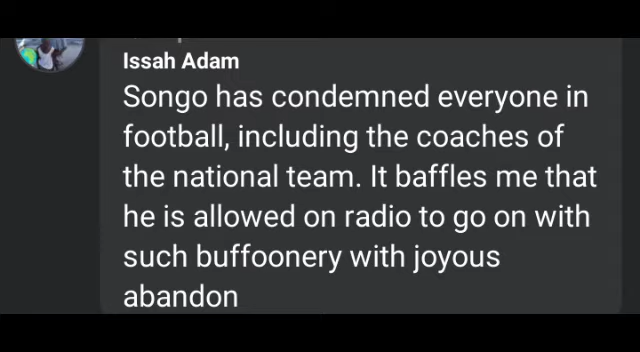 Issah Adam
Songo has condemned everyone in
football, including the coaches of
the national team. It baffles me that
he is allowed on radio to go on with
such buffoonery with joyous
abandon